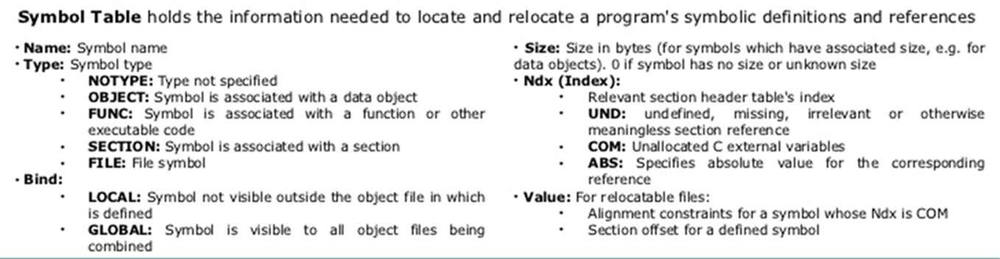 Symbol Table holds the information needed to locate and relocate a program's symbolic definitions and references
· Name: Symbol name
· Type: Symbol type
· NOTYPE: Type not specified
· OBJECT: Symbol is associated with a data object
· FUNC: Symbol is associated with a function or other
executable code
· SECTION: Symbol is associated with a section
· FILE: File symbol
· Bind:
· LOCAL: Symbol not visible outside the object file in which
is defined
· GLOBAL: Symbol is visible to all object files being
combined
· Size: Size in bytes (for symbols which have associated size, e.g. for
data objects). 0 if symbol has no size or unknown size
· Ndx (Index):
· Relevant section header table's index
· UND: undefined, missing, irrelevant or otherwise
meaningless section reference
· COM: Unallocated C external variables
· ABS: Specifies absolute value for the corresponding
reference
· Value: For relocatable files:
· Alignment constraints for a symbol whose Ndx is COM
· Section offset for a defined symbol